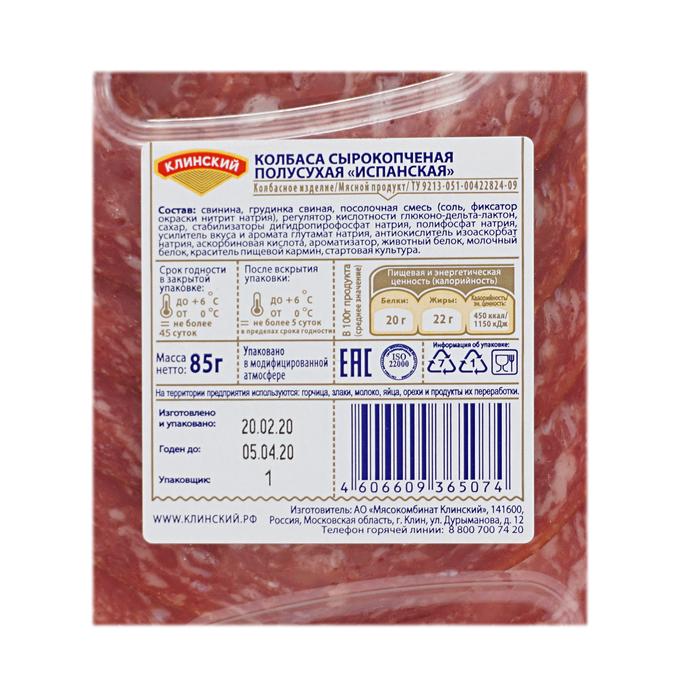 КЛИНСКИЙ
КОЛБАСА СЫРОКОПЧЕНАЯ
ПОЛУСУХАЯ «ИСПАНСКАЯ»
Колбасное изделие/Мясной продукт/ТУ 9213-051-00422824-09
Состав: свинина, грудинка свиная, посолочная смесь (соль, фиксатор
окраски нитрит натрия), регулятор кислотности глюконо-дельта-лактон,
сахар, стабилизаторы дигидропирофосфат натрия, полифосфат натрия,
усилитель вкуса и аромата глутамат натрия, антиокислитель изоаскорбат
натрия, аскорбиновая кислота, ароматизатор, животный белок, молочный
белок, краситель пищевой кармин, стартовая культура.
Срок годности
в закрытой
упаковке:
до +6°С
от 0°С
= не более
45 суток
После вскрытия
упаковки:
до +6°С
от 0°С
= не более 5 суток
в пределах срока годности
В 100г продукта
(среднее значение)
Пищевая и энергетическая
ценность (калорийность)
Белки: Жиры: Калорийность/
эн. ценность:
20 г 22 г 450 ккал/
1150 кДж
Масса
нетто: 85г
Упаковано
в модифицированной
атмосфере
EAC
ISO
22000
Информация об упаковке:
7 1
На территории предприятия используются: горчица, злаки, молоко, яйца, орехи и продукты их переработки.
Изготовлено
и упаковано: 20.02.20
Годен до: 05.04.20
Упаковщик: 1
4 606609 365074
WWW.КЛИНСКИЙ.РФ
Изготовитель: АО «Мясокомбинат Клинский», 141600,
Россия, Московская область, г. Клин, ул. Дурыманова, д. 12
Телефон горячей линии: 8 800 700 74 20